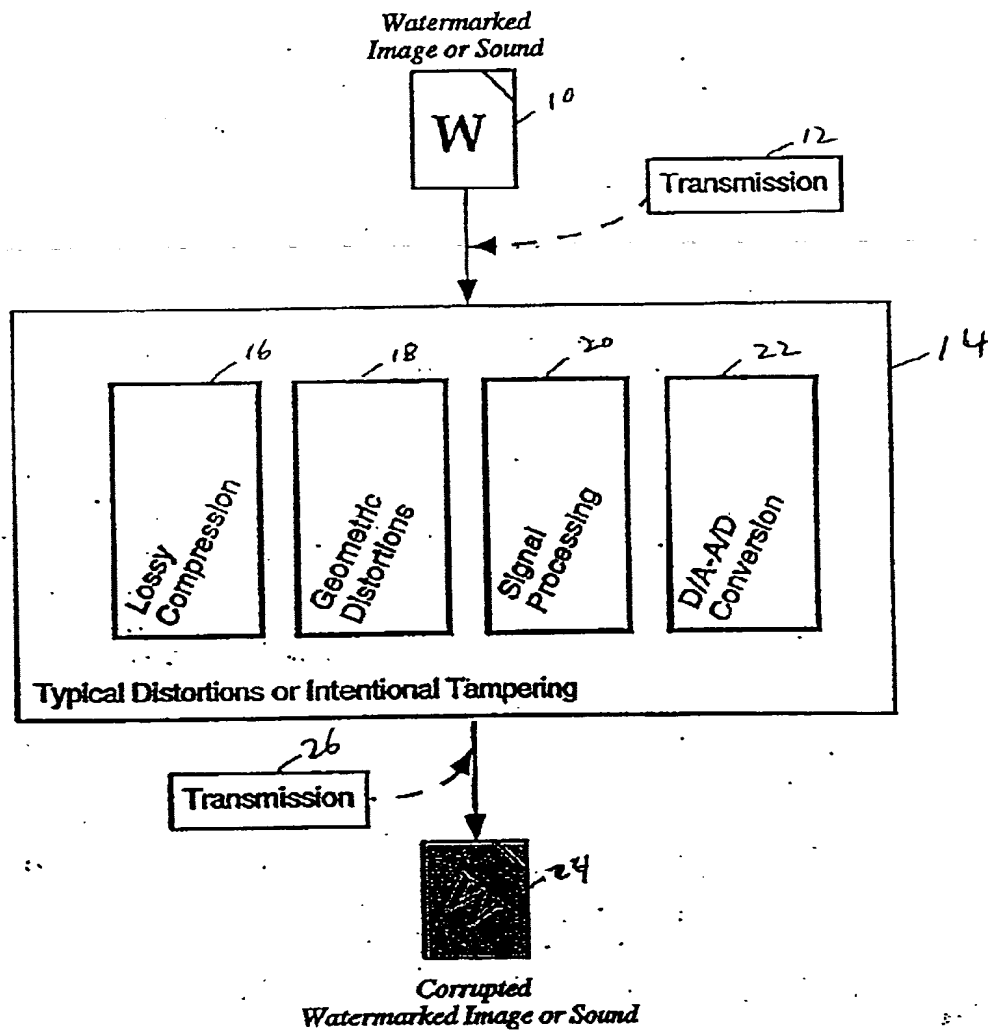 Watermarked
Image or Sound
W
10
12
Transmission
14
16
18
20
22
Lossy
Compression
Geometric
Distortions
Signal
Processing
D/A-A/D
Conversion
Typical Distortions or Intentional Tampering
26
Transmission
24
Corrupted
Watermarked Image or Sound